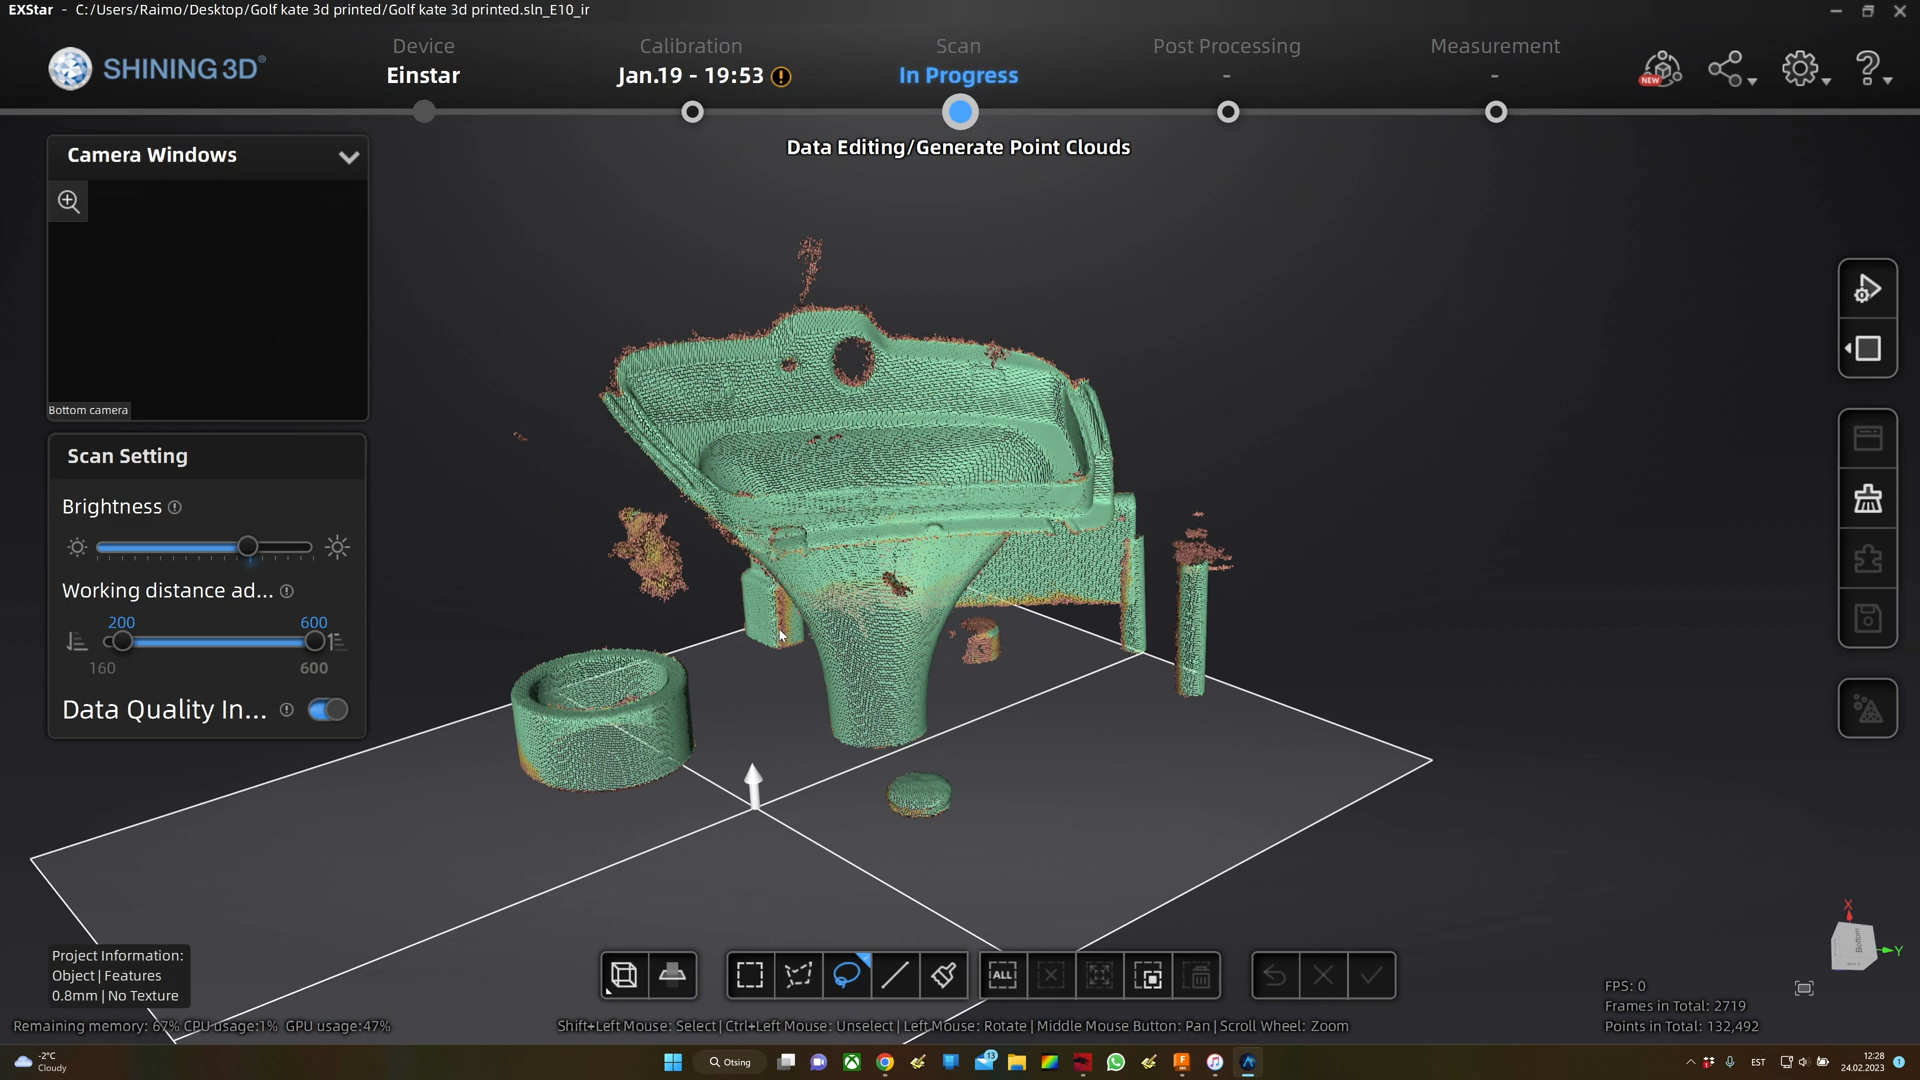 EXStar - C:/Users/Raimo/Desktop/Golf kate 3d printed/Golf kate 3d printed.sln_E10_ir
SHINING 3D®
Device
Einstar
Calibration
Jan.19 - 19:53
Scan
In Progress
Post Processing
-
Measurement
-
NEW
Data Editing/Generate Point Clouds
Camera Windows
Bottom camera
Scan Setting
Brightness
Working distance ad...
200
600
160
600
Data Quality In...
Project Information:
Object | Features
0.8mm | No Texture
Remaining memory: 67% CPU usage:1% GPU usage:47%
ALL
Shift+Left Mouse: Select | Ctrl+Left Mouse: Unselect | Left Mouse: Rotate | Middle Mouse Button: Pan | Scroll Wheel: Zoom
X
Y
Bottom
FPS: 0
Frames in Total: 2719
Points in Total: 132,492
-2°C
Cloudy
Otsing
13
EST
12:28
24.02.2023
1